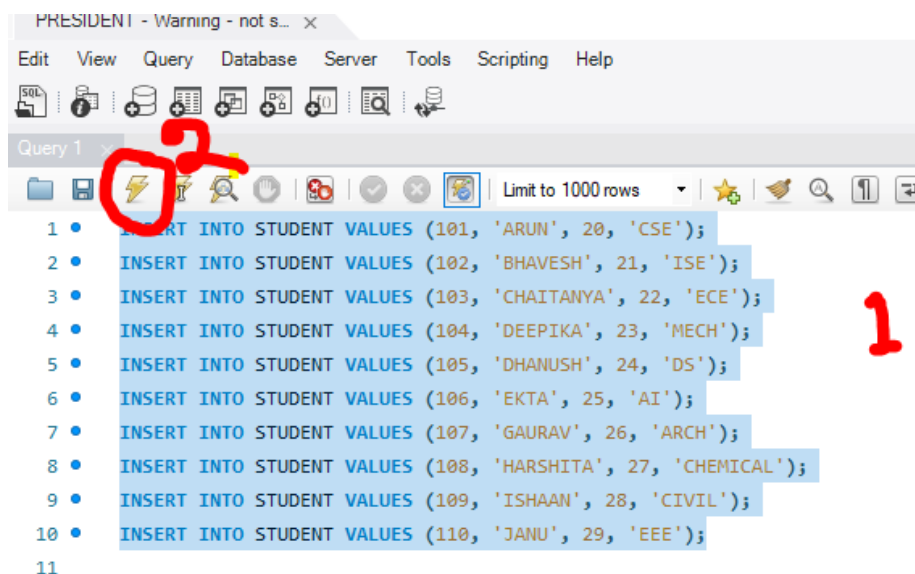 PRESIDENT - Warning - not s... ×
Edit View Query Database Server Tools Scripting Help
SQL
Query 1 ×
2
Limit to 1000 rows
1 INSERT INTO STUDENT VALUES (101, 'ARUN', 20, 'CSE');
2 INSERT INTO STUDENT VALUES (102, 'BHAVESH', 21, 'ISE');
3 INSERT INTO STUDENT VALUES (103, 'CHAITANYA', 22, 'ECE');
4 INSERT INTO STUDENT VALUES (104, 'DEEPIKA', 23, 'MECH');
5 INSERT INTO STUDENT VALUES (105, 'DHANUSH', 24, 'DS');
6 INSERT INTO STUDENT VALUES (106, 'EKTA', 25, 'AI');
7 INSERT INTO STUDENT VALUES (107, 'GAURAV', 26, 'ARCH');
8 INSERT INTO STUDENT VALUES (108, 'HARSHITA', 27, 'CHEMICAL');
9 INSERT INTO STUDENT VALUES (109, 'ISHAAN', 28, 'CIVIL');
10 INSERT INTO STUDENT VALUES (110, 'JANU', 29, 'EEE');
11
1